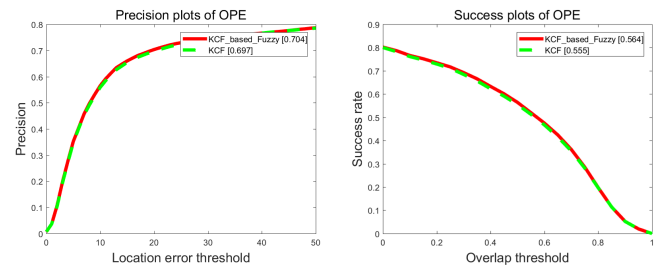 Precision plots of OPE
0.8
0.7
0.6
0.5
0.4
0.3
0.2
0.1
0
Precision
KCF_based_Fuzzy [0.704]
KCF [0.697]
0 10 20 30 40 50
Location error threshold
Success plots of OPE
0.9
0.8
0.7
0.6
0.5
0.4
0.3
0.2
0.1
0
Success rate
KCF_based_Fuzzy [0.564]
KCF [0.555]
0 0.2 0.4 0.6 0.8 1
Overlap threshold